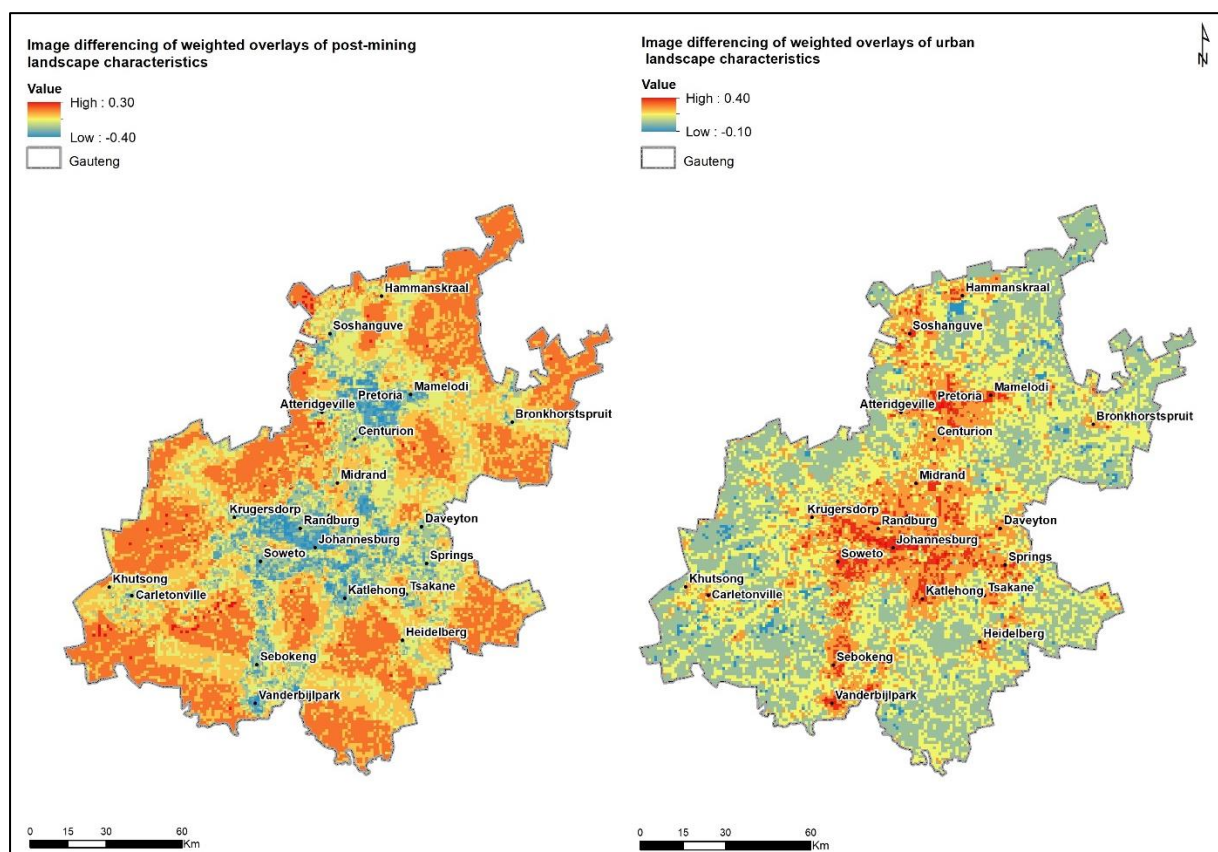 Image differencing of weighted overlays of post-mining
landscape characteristics
Value
High : 0.30
Low : -0.40
Gauteng
Hammanskraal
Soshanguve
Mamelodi
Pretoria
Atteridgeville
Bronkhorstspruit
Centurion
Midrand
Krugersdorp
Randburg
Daveyton
Johannesburg
Soweto
Springs
Khutsong
Carletonville
Katlehong
Tsakane
Heidelberg
Sebokeng
Vanderbijlpark
0 15 30 60
Km
Image differencing of weighted overlays of urban
landscape characteristics
N
Value
High : 0.40
Low : -0.10
Gauteng
Hammanskraal
Soshanguve
Mamelodi
Pretoria
Atteridgeville
Bronkhorstspruit
Centurion
Midrand
Krugersdorp
Randburg
Daveyton
Johannesburg
Soweto
Springs
Khutsong
Carletonville
Katlehong
Tsakane
Heidelberg
Sebokeng
Vanderbijlpark
0 15 30 60
Km